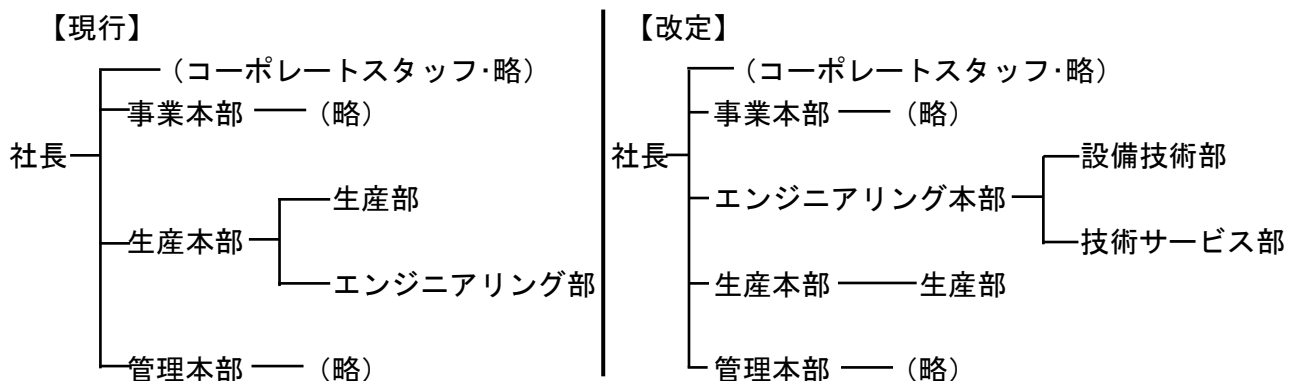 【現行】
(コーポレートスタッフ・略)
事業本部
(略)
社長
生産部
生産本部
エンジニアリング部
管理本部
(略)
【改定】
(コーポレートスタッフ・略)
事業本部
(略)
社長
設備技術部
エンジニアリング本部
技術サービス部
生産本部
生産部
管理本部
(略)